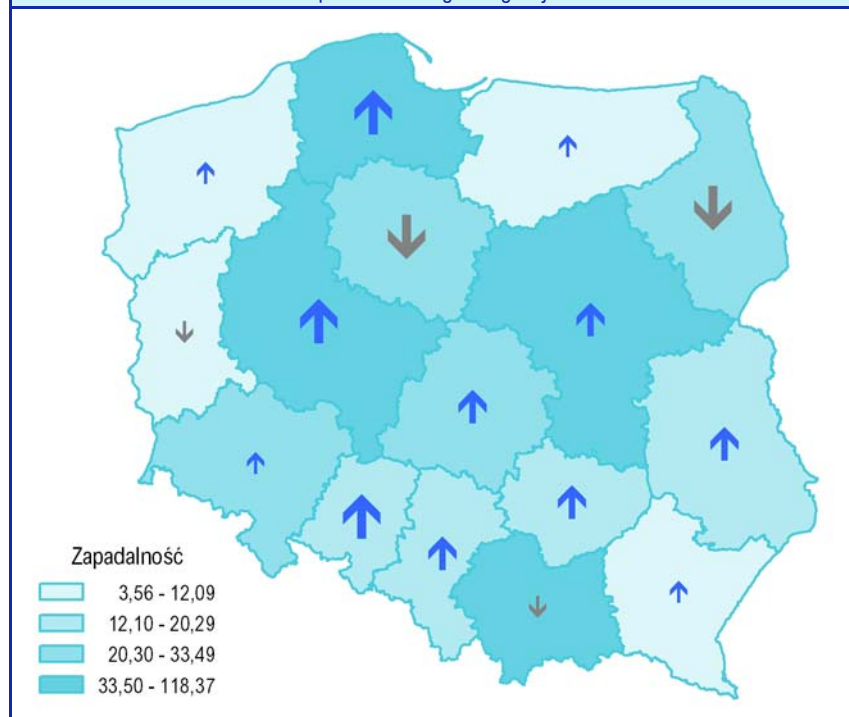 Zapadalność
3,56 - 12,09
12,10 - 20,29
20,30 - 33,49
33,50 - 118,37